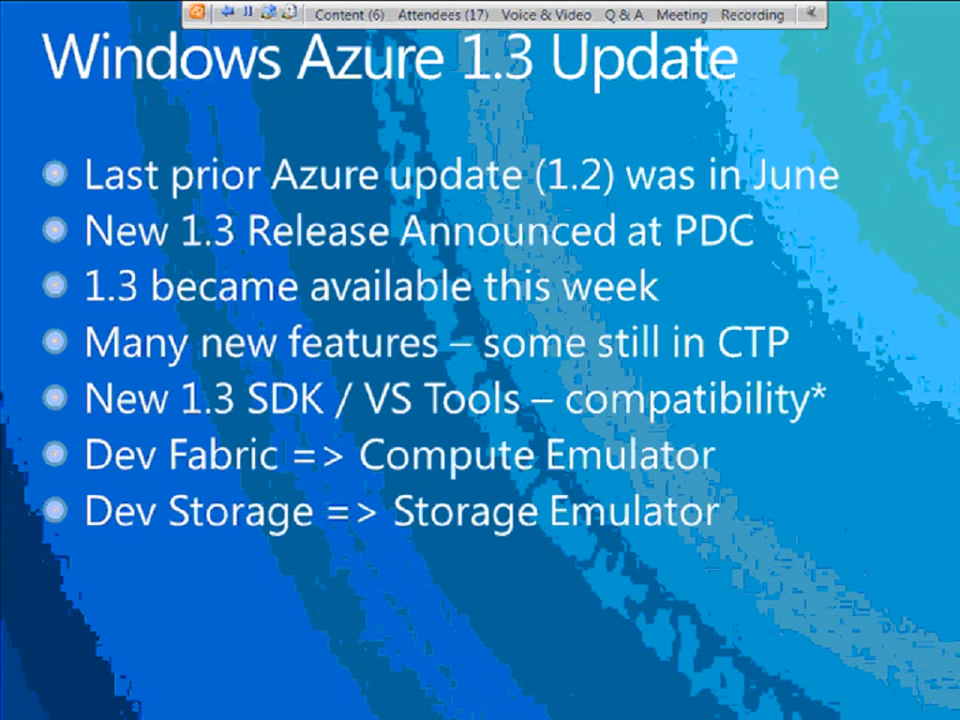 Content (6) Attendees (17) Voice & Video Q & A Meeting Recording
Windows Azure 1.3 Update
Last prior Azure update (1.2) was in June
New 1.3 Release Announced at PDC
1.3 became available this week
Many new features – some still in CTP
New 1.3 SDK / VS Tools – compatibility*
Dev Fabric => Compute Emulator
Dev Storage => Storage Emulator